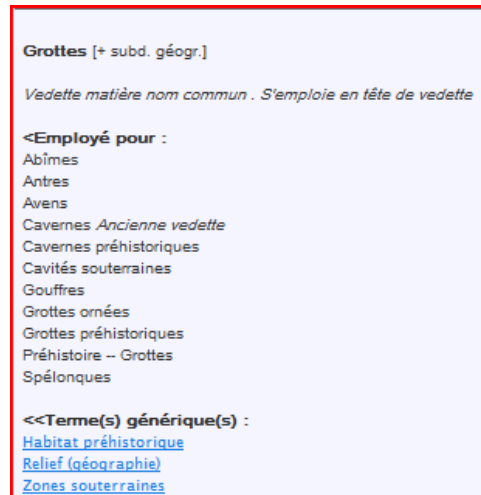 Grottes [+ subd. géogr.]
Vedette matière nom commun . S'emploie en tête de vedette
<Employé pour :
Abîmes
Antres
Avens
Cavernes Ancienne vedette
Cavernes préhistoriques
Cavités souterraines
Gouffres
Grottes ornées
Grottes préhistoriques
Préhistoire -- Grottes
Spélonques
<<Terme(s) générique(s) :
Habitat préhistorique
Relief (géographie)
Zones souterraines